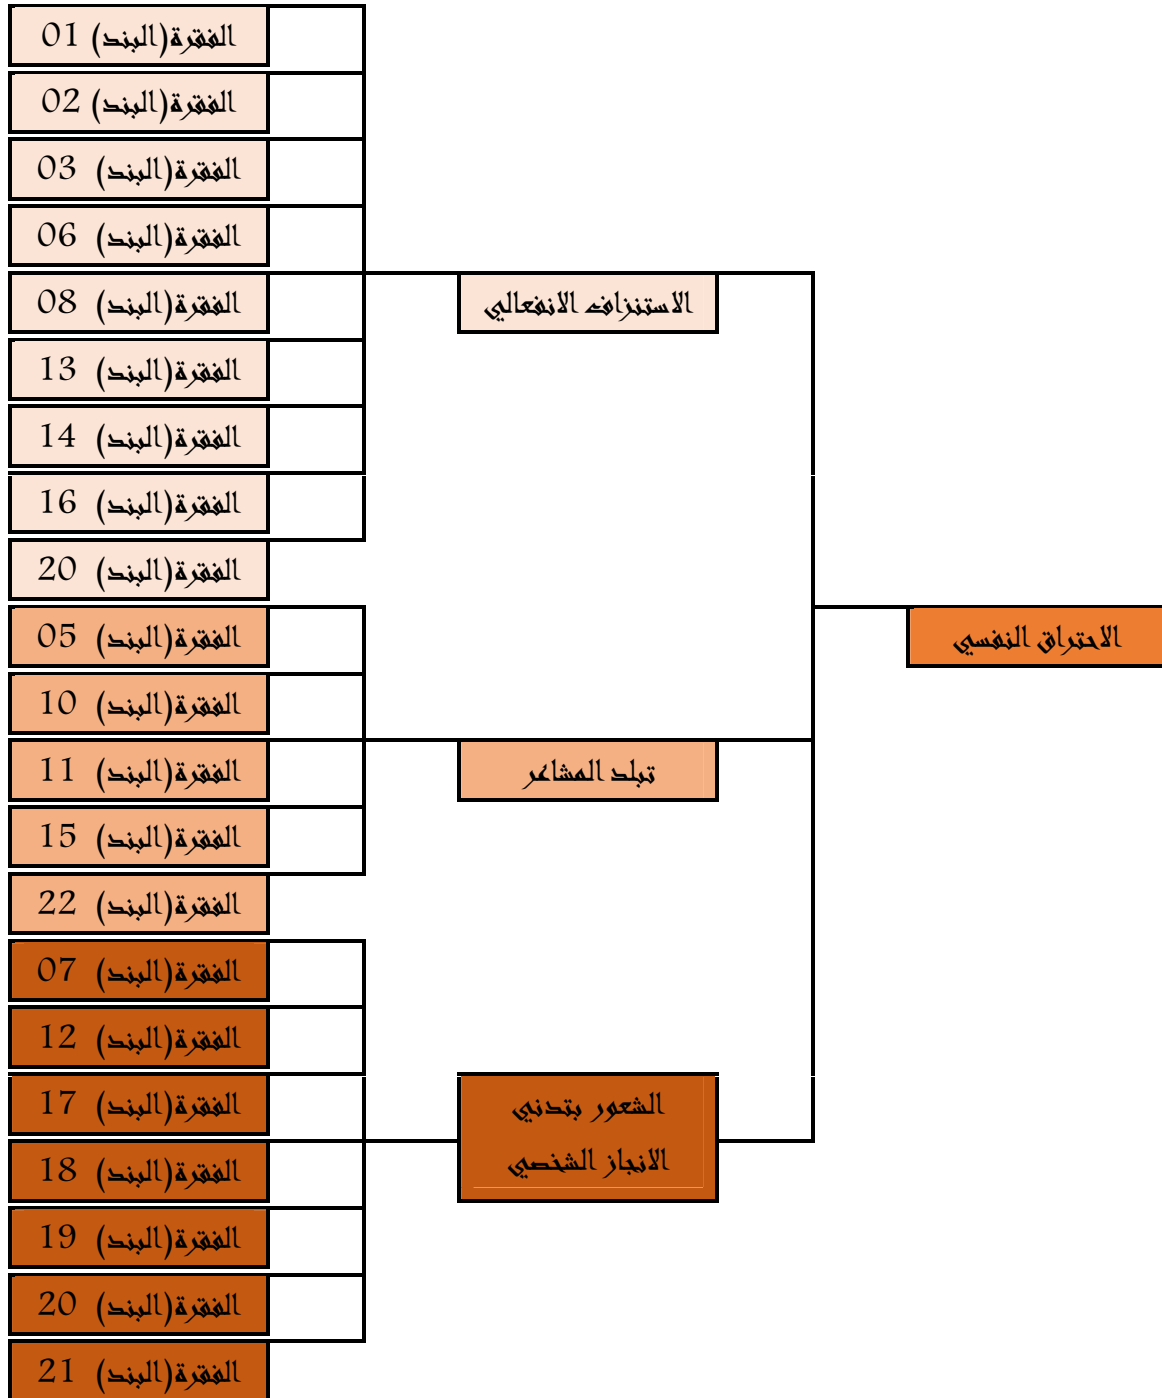 الفقرة(البند) 01
الفقرة(البند) 02
الفقرة(البند) 03
الفقرة(البند) 06
الفقرة(البند) 08
الاستنزاف الانفعالي
الفقرة(البند) 13
الفقرة(البند) 14
الفقرة(البند) 16
الفقرة(البند) 20
الفقرة(البند) 05
الاحتراق النفسي
الفقرة(البند) 10
الفقرة(البند) 11
تبلد المشاعر
الفقرة(البند) 15
الفقرة(البند) 22
الفقرة(البند) 07
الفقرة(البند) 12
الفقرة(البند) 17
الشعور بتدني
الانجاز الشخصي
الفقرة(البند) 18
الفقرة(البند) 19
الفقرة(البند) 20
الفقرة(البند) 21